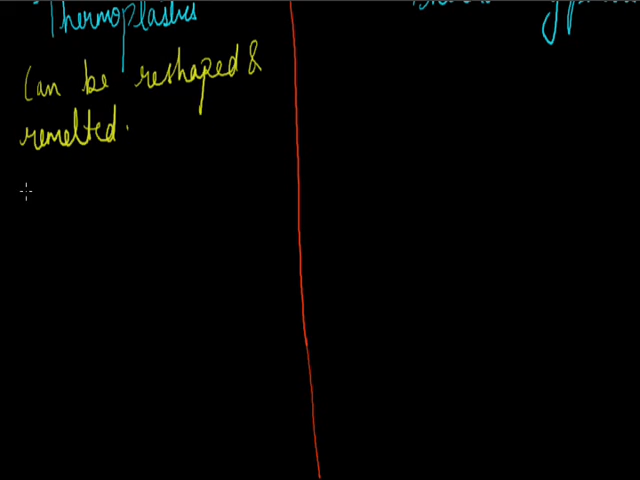 Thermoplastics
Can be reshaped &
remelted.